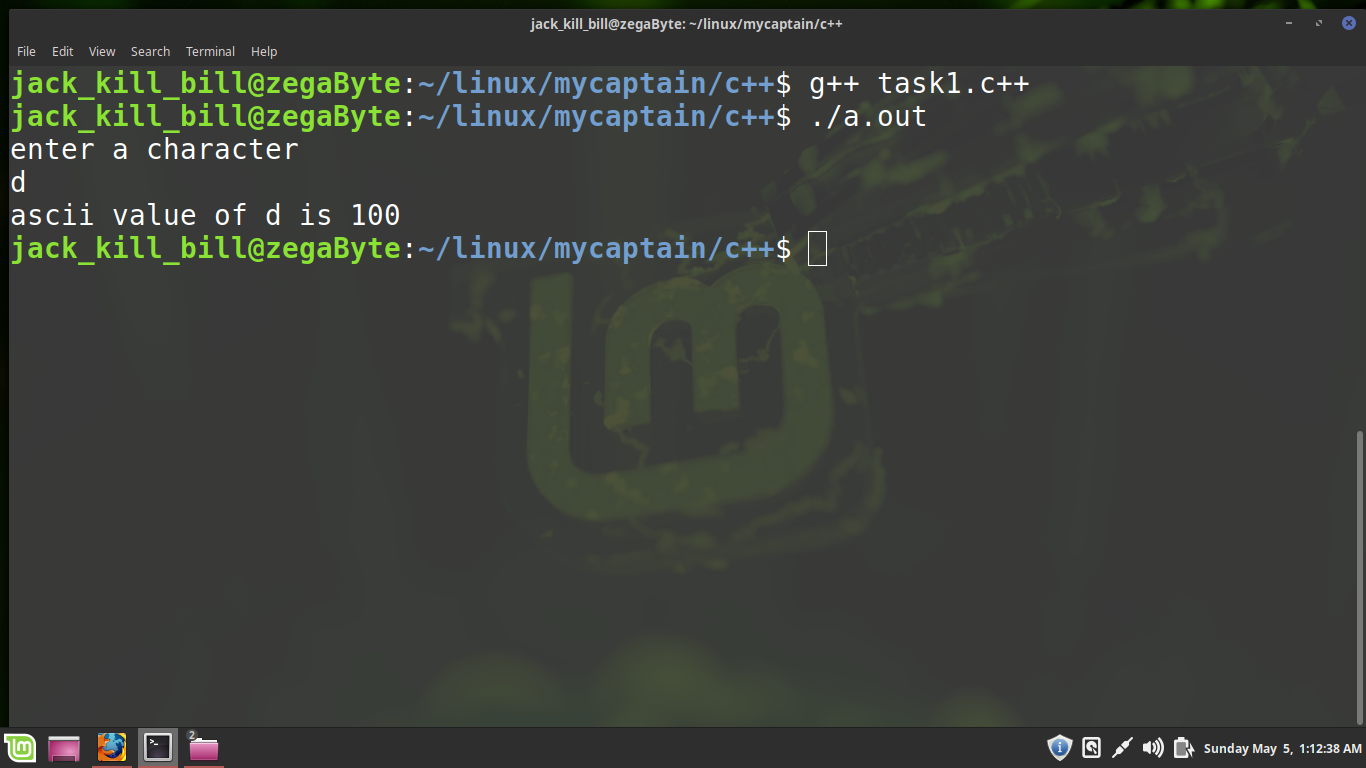 jack_kill_bill@zegaByte: ~/linux/mycaptain/c++
File Edit View Search Terminal Help
jack_kill_bill@zegaByte:~/linux/mycaptain/c++$ g++ task1.c++
jack_kill_bill@zegaByte:~/linux/mycaptain/c++$ ./a.out
enter a character
d
ascii value of d is 100
jack_kill_bill@zegaByte:~/linux/mycaptain/c++$
2
Sunday May 5, 1:12:38 AM